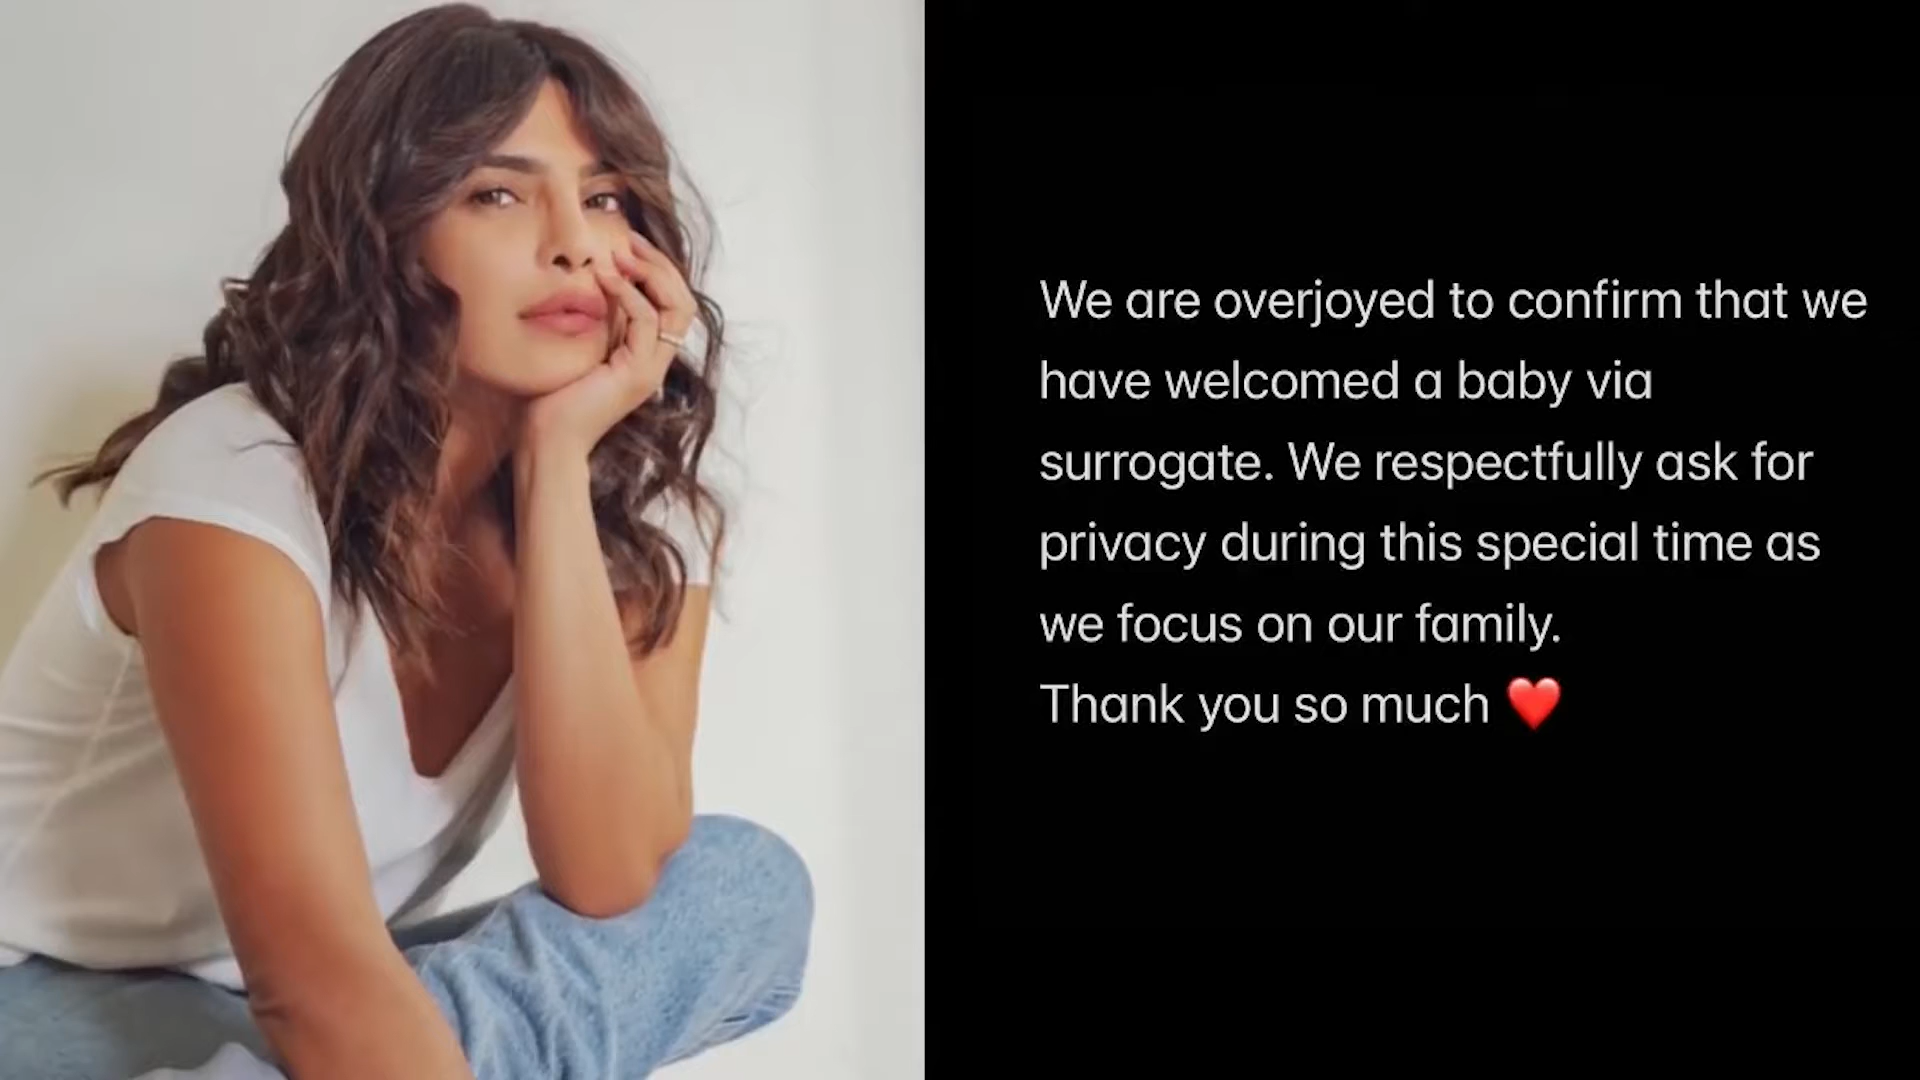 We are overjoyed to confirm that we
have welcomed a baby via
surrogate. We respectfully ask for
privacy during this special time as
we focus on our family.
Thank you so much ❤️